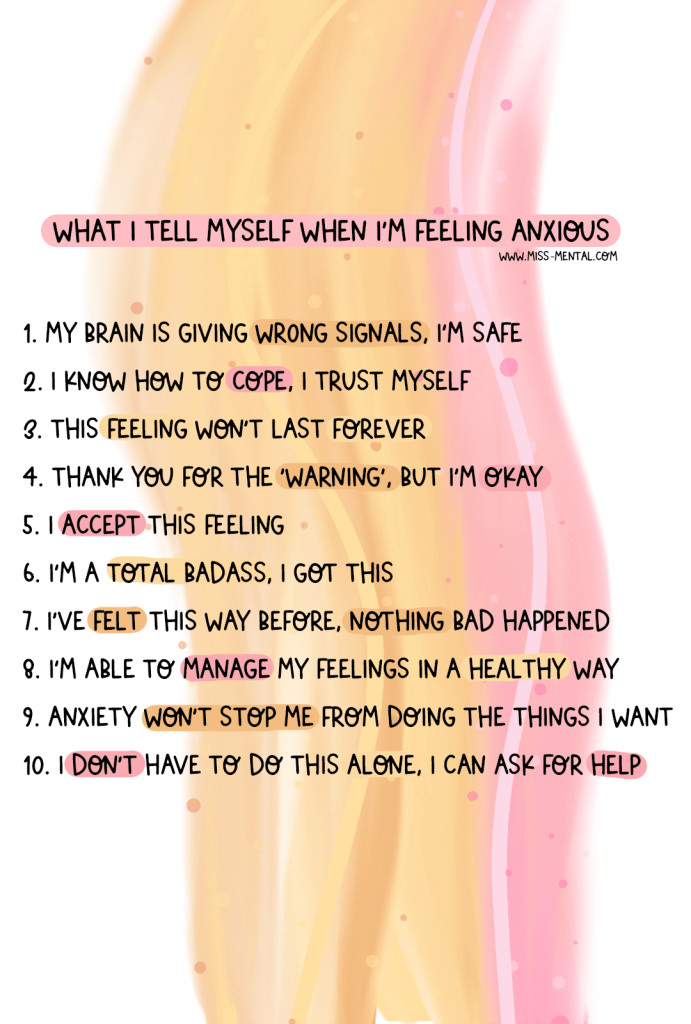 WHAT I TELL MYSELF WHEN I'M FEELING ANXIOUS
WWW.MISS-MENTAL.COM
1. MY BRAIN IS GIVING WRONG SIGNALS, I'M SAFE
2. I KNOW HOW TO COPE, I TRUST MYSELF
3. THIS FEELING WON'T LAST FOREVER
4. THANK YOU FOR THE 'WARNING', BUT I'M OKAY
5. I ACCEPT THIS FEELING
6. I'M A TOTAL BADASS, I GOT THIS
7. I'VE FELT THIS WAY BEFORE, NOTHING BAD HAPPENED
8. I'M ABLE TO MANAGE MY FEELINGS IN A HEALTHY WAY
9. ANXIETY WON'T STOP ME FROM DOING THE THINGS I WANT
10. I DON'T HAVE TO DO THIS ALONE, I CAN ASK FOR HELP